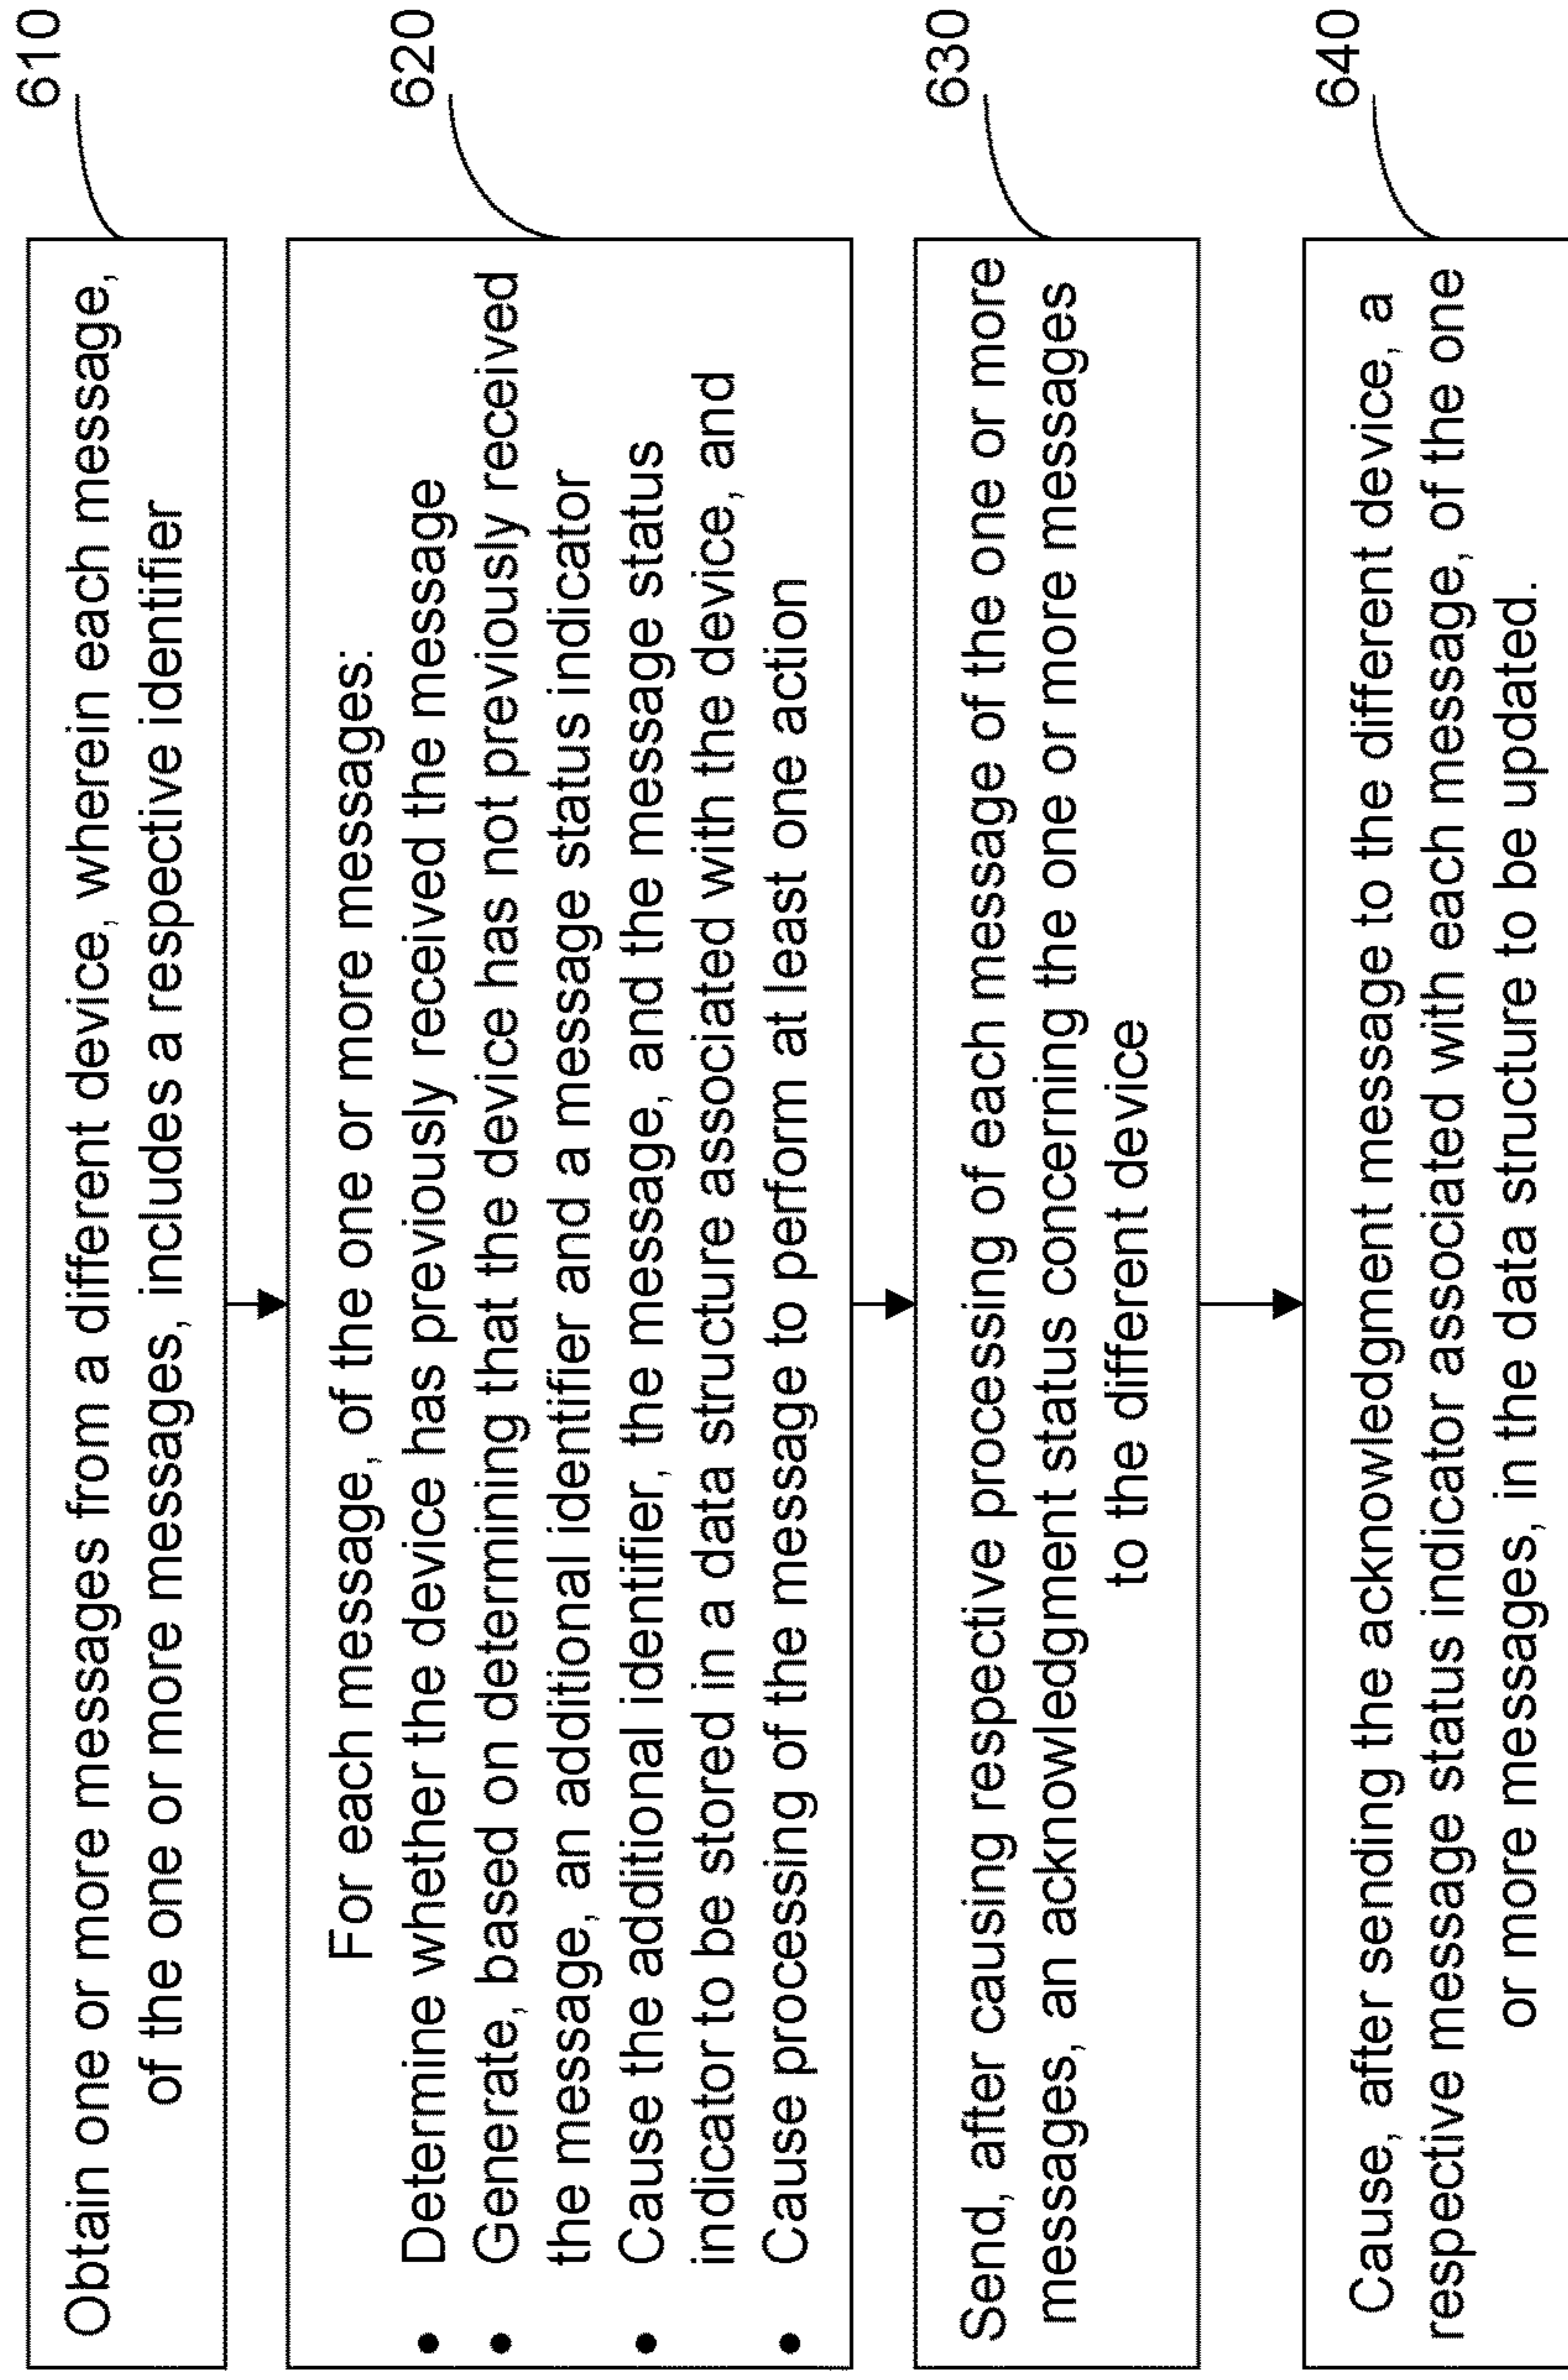 610
Obtain one or more messages from a different device, wherein each message,
of the one or more messages, includes a respective identifier
620
For each message, of the one or more messages:
• Determine whether the device has previously received the message
• Generate, based on determining that the device has not previously received
the message, an additional identifier and a message status indicator
• Cause the additional identifier, the message, and the message status
indicator to be stored in a data structure associated with the device, and
• Cause processing of the message to perform at least one action
630
Send, after causing respective processing of each message of the one or more
messages, an acknowledgment status concerning the one or more messages
to the different device
640
Cause, after sending the acknowledgment message to the different device, a
respective message status indicator associated with each message, of the one
or more messages, in the data structure to be updated.